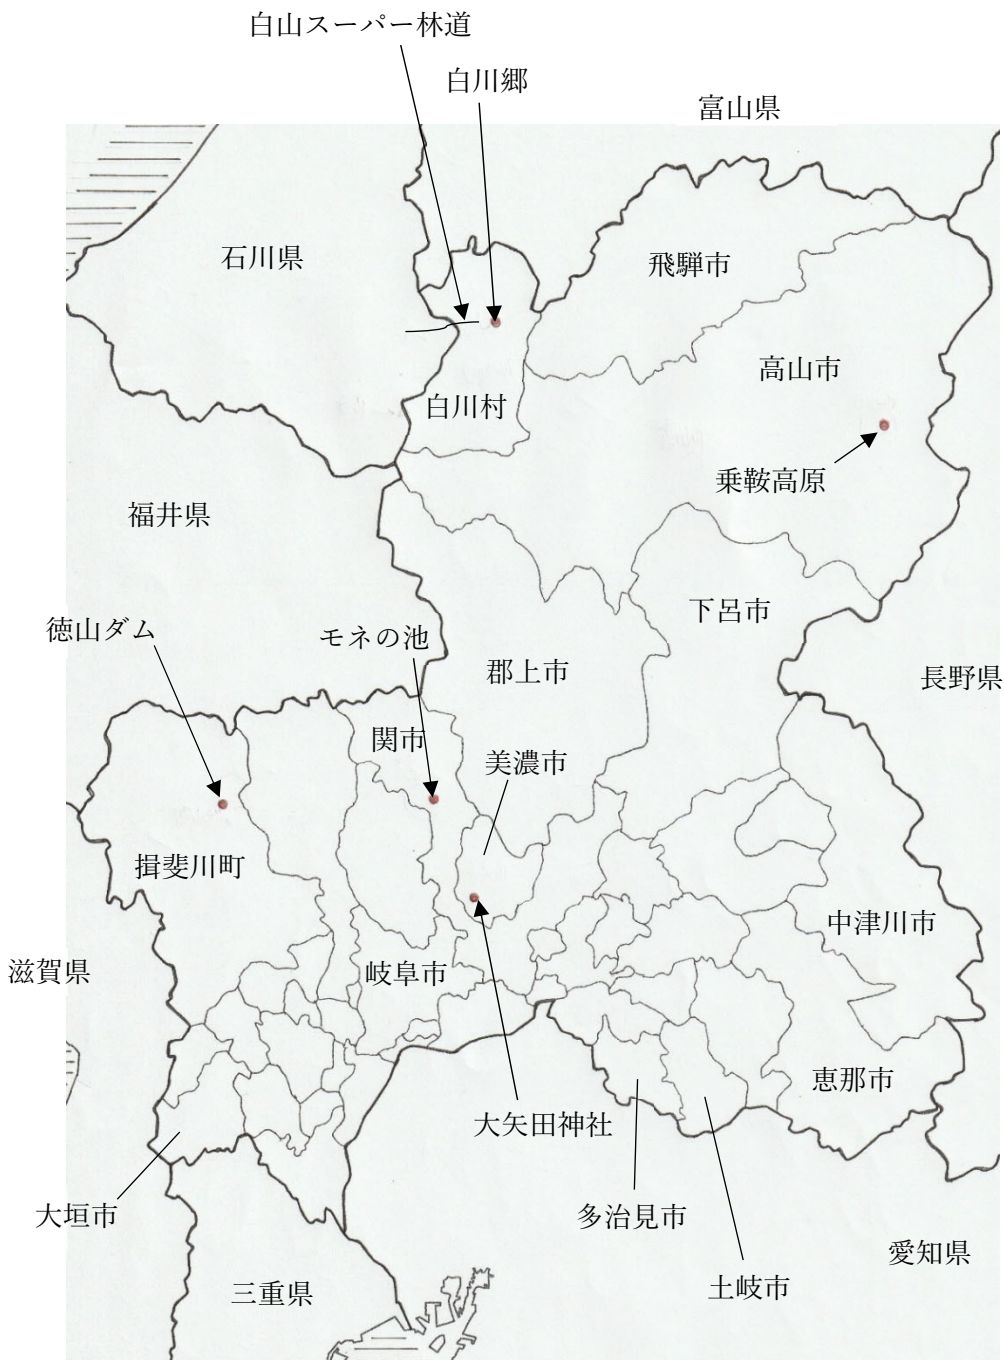 白山スーパー林道
白川郷
富山県
石川県
飛騨市
高山市
白川村
乗鞍高原
福井県
下呂市
徳山ダム
モネの池
郡上市
長野県
関市
美濃市
揖斐川町
中津川市
滋賀県
岐阜市
恵那市
大矢田神社
大垣市
多治見市
愛知県
土岐市
三重県